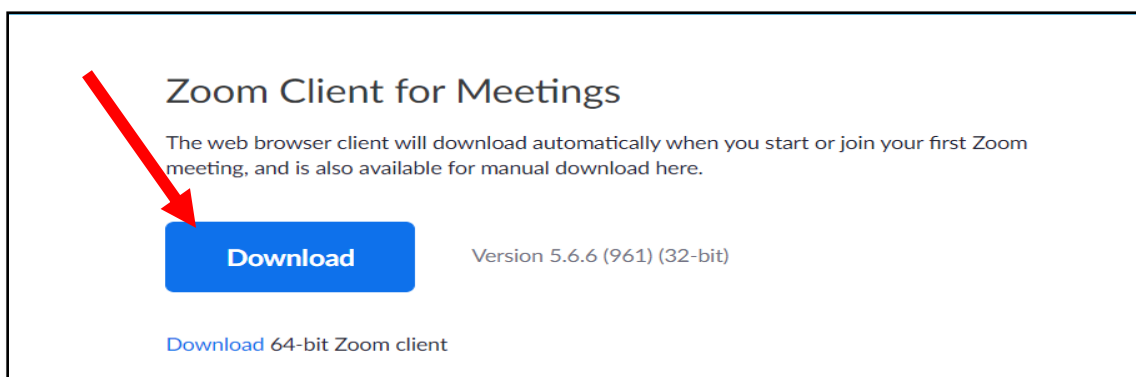 Zoom Client for Meetings
The web browser client will download automatically when you start or join your first Zoom
meeting, and is also available for manual download here.
Download Version 5.6.6 (961) (32-bit)
Download 64-bit Zoom client